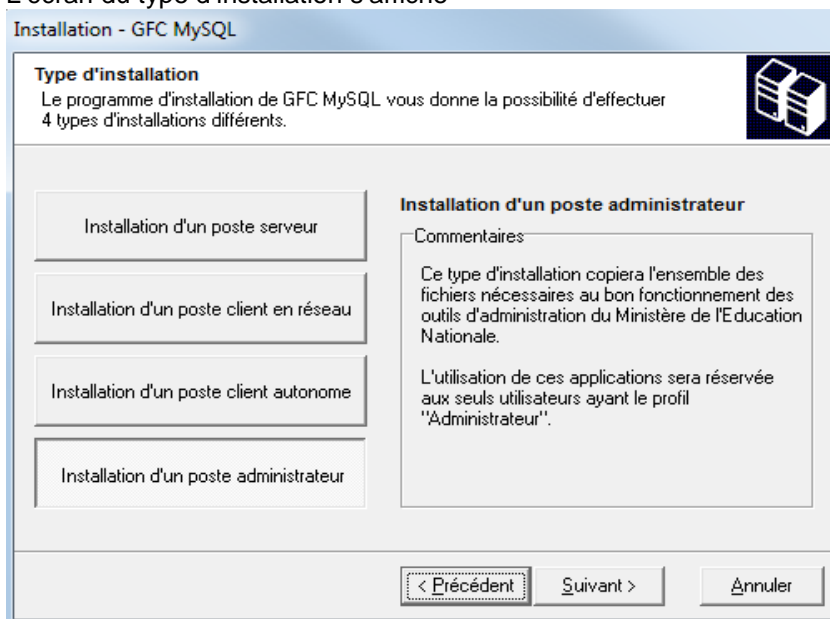 L'écran du type d'installation s'affiche
Installation - GFC MySQL
Type d'installation
Le programme d'installation de GFC MySQL vous donne la possibilité d'effectuer
4 types d'installations différents.
Installation d'un poste serveur
Installation d'un poste client en réseau
Installation d'un poste client autonome
Installation d'un poste administrateur
Installation d'un poste administrateur
Commentaires
Ce type d'installation copiera l'ensemble des
fichiers nécessaires au bon fonctionnement des
outils d'administration du Ministère de l'Education
Nationale.
L'utilisation de ces applications sera réservée
aux seuls utilisateurs ayant le profil
"Administrateur".
< Précédent
Suivant >
Annuler